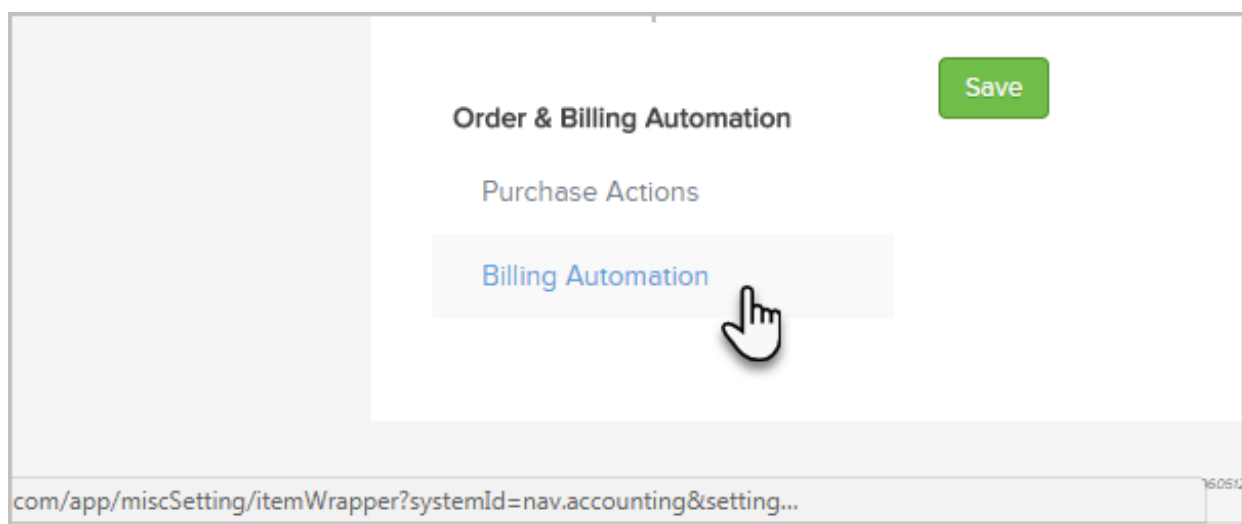 Save
Order & Billing Automation
Purchase Actions
Billing Automation
com/app/miscSetting/itemWrapper?systemId=nav.accounting&setting...